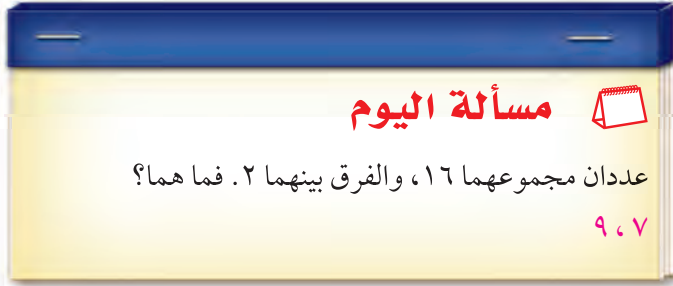 مسألة اليوم
عددان مجموعهما ١٦، والفرق بينهما ٢. فما هما؟
٧، ٩